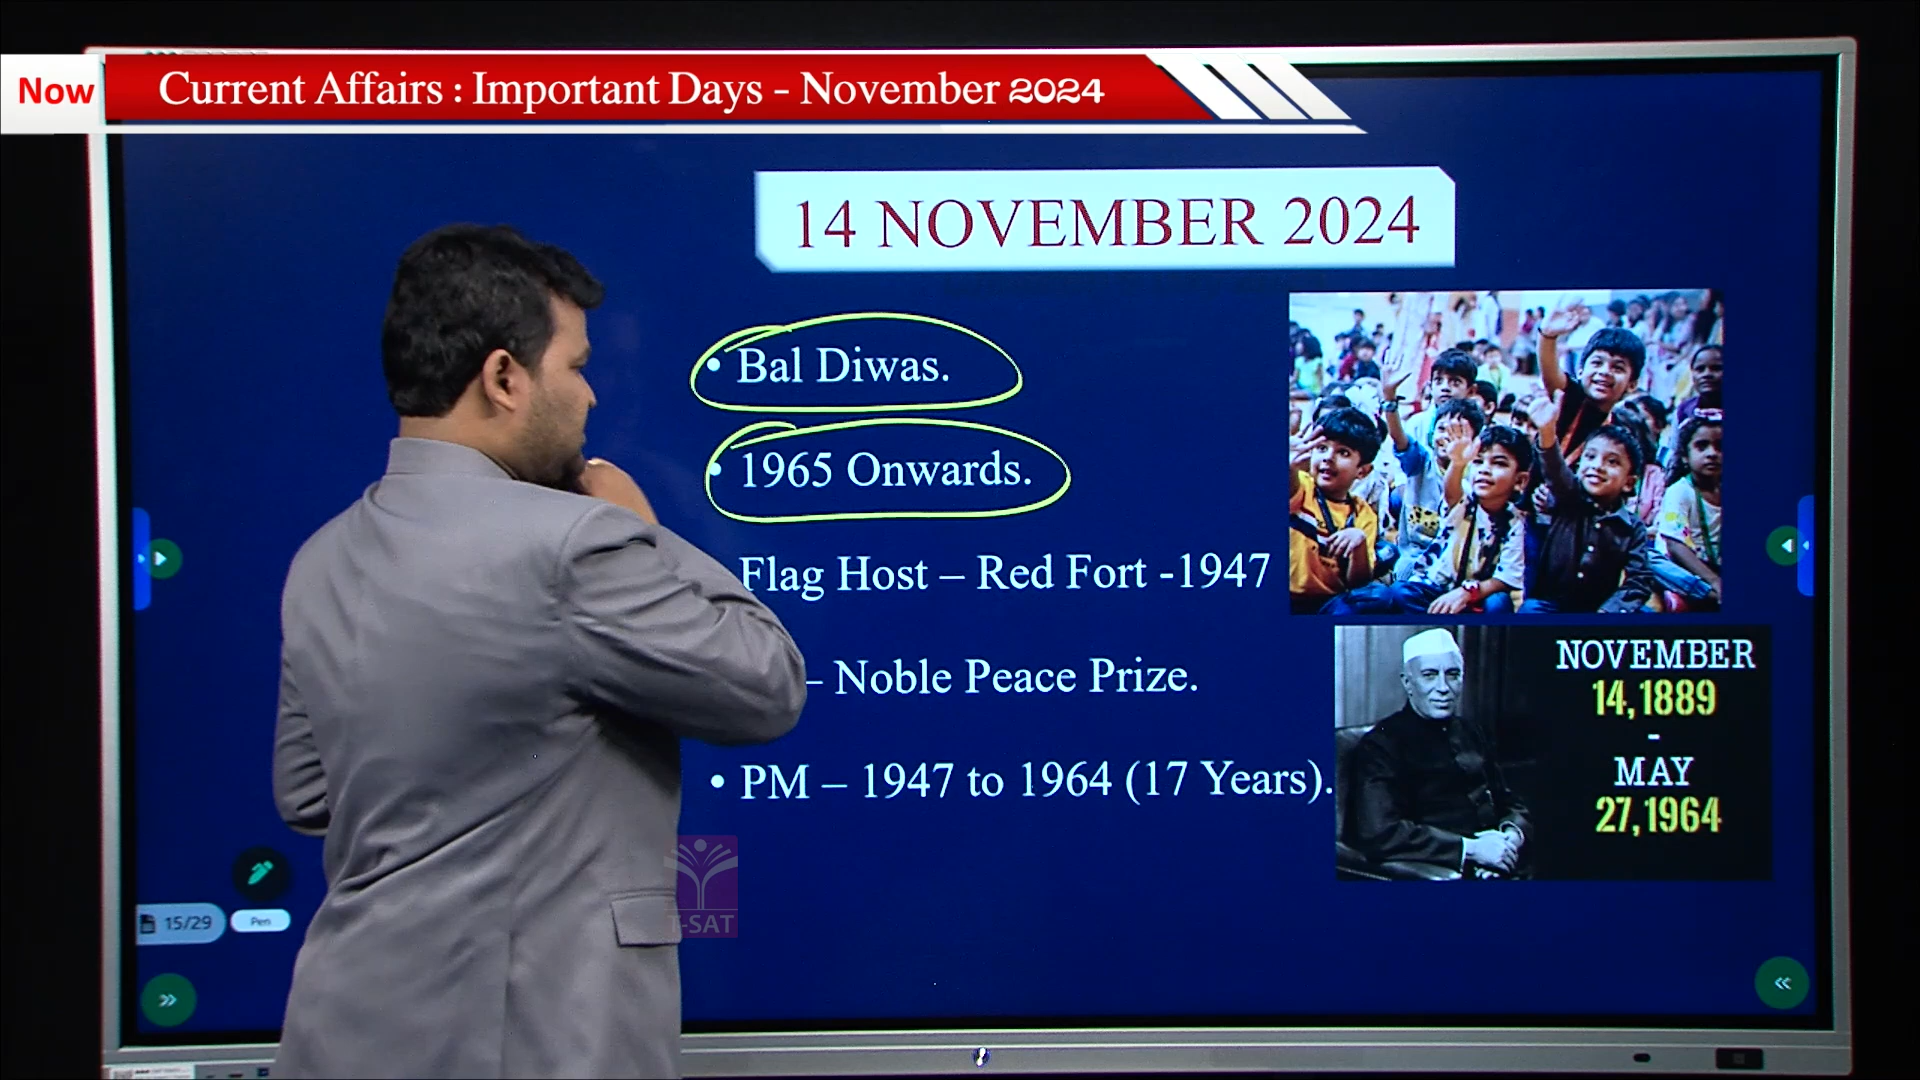 Now
Current Affairs : Important Days - November 2024
14 NOVEMBER 2024
• Bal Diwas.
• 1965 Onwards.
Flag Host – Red Fort -1947
– Noble Peace Prize.
• PM – 1947 to 1964 (17 Years).
NOVEMBER
14,1889
-
MAY
27,1964
15/29
Pen
T-SAT